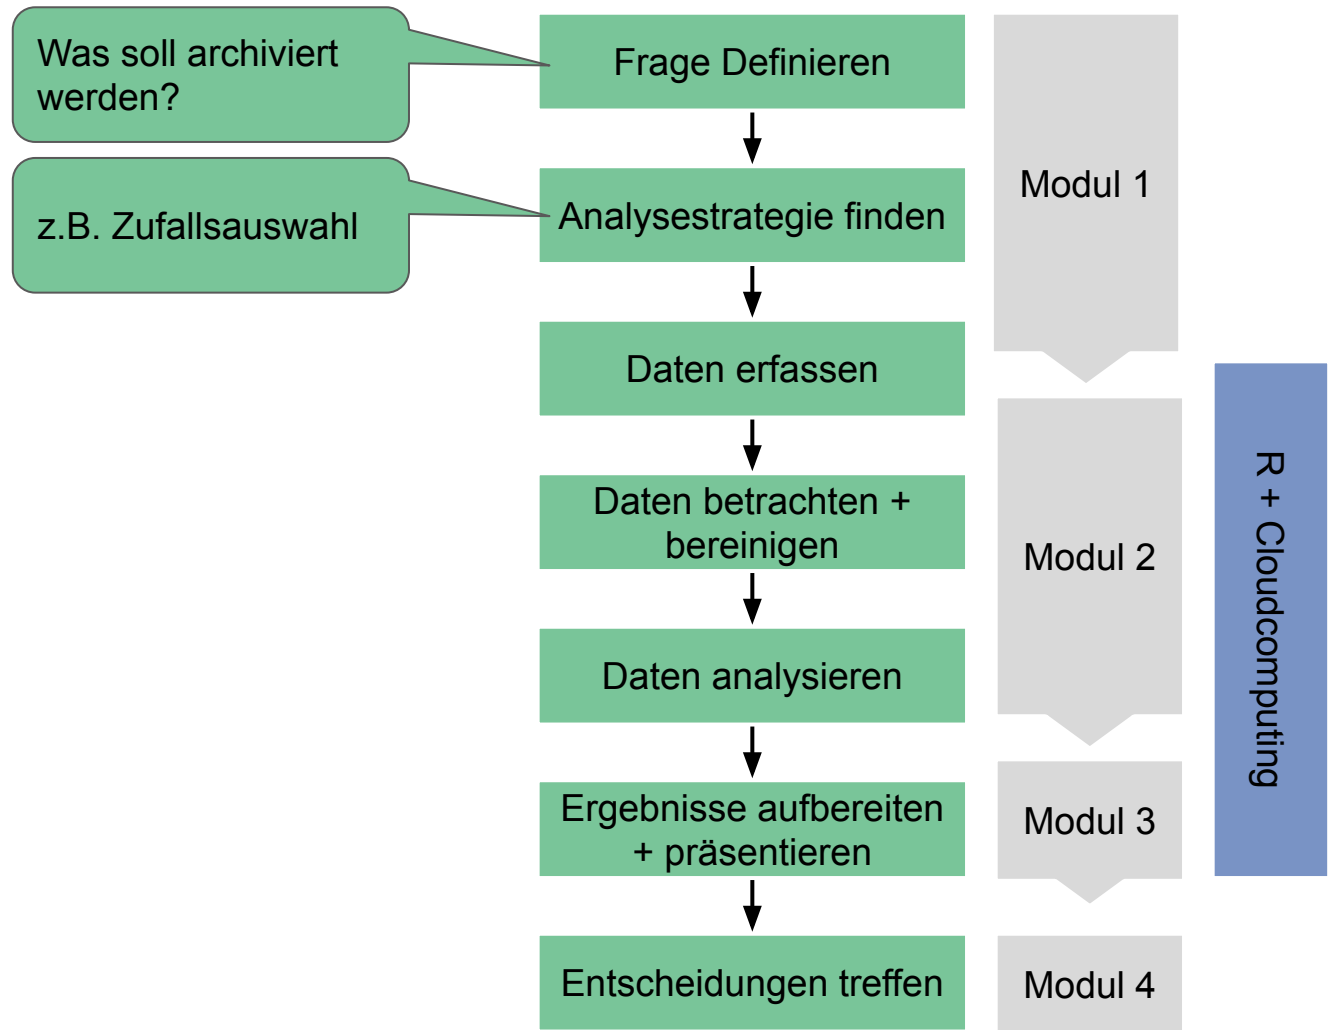 Was soll archiviert
werden?
Frage Definieren
z.B. Zufallsauswahl
Analysestrategie finden
Modul 1
Daten erfassen
Daten betrachten +
bereinigen
Modul 2
Daten analysieren
R + Cloudcomputing
Ergebnisse aufbereiten
+ präsentieren
Modul 3
Entscheidungen treffen
Modul 4